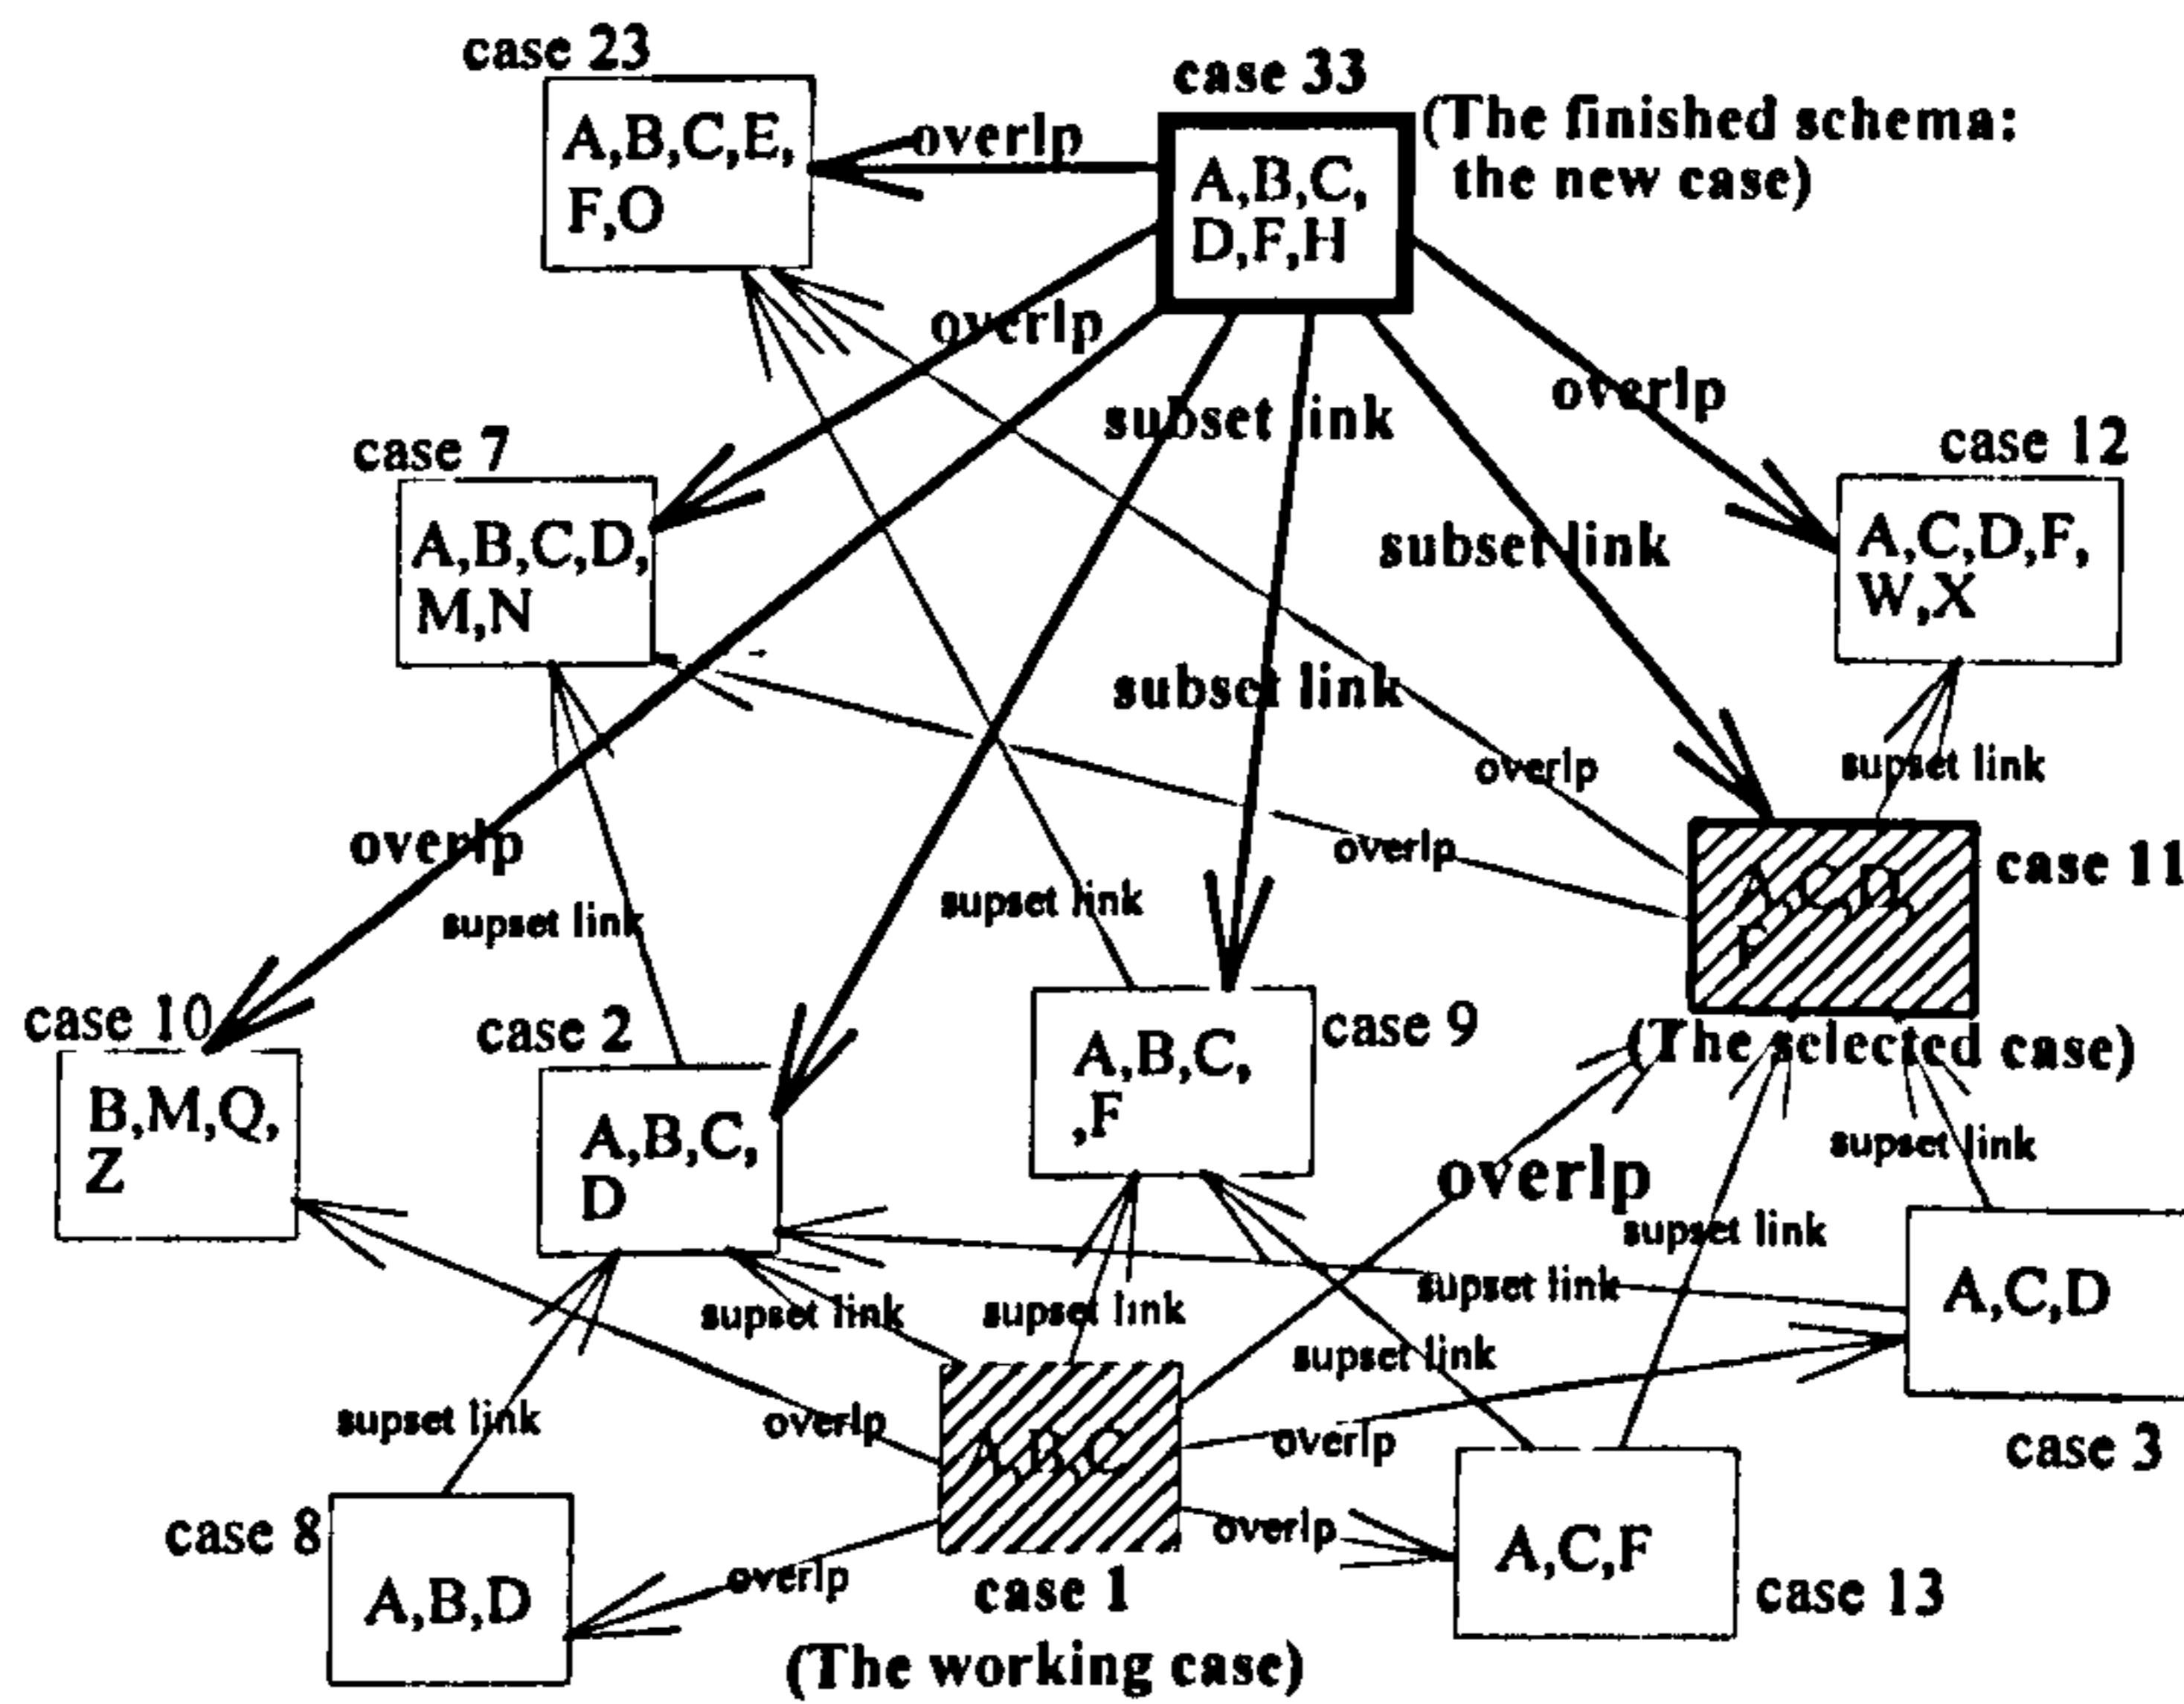 case 23
case 33
(The finished schema:
the new case)
A,B,C,E,
F,O
overlp
A,B,C,
D,F,H
overlp
subset link
overlp
case 7
case 12
A,B,C,D,
M,N
subset link
A,C,D,F,
W,X
subset link
overlp
supset link
overlp
overlp
case 11
A,C,D,
F
supset link
supset link
case 10
case 2
case 9
(The selected case)
B,M,Q,
Z
A,B,C,
D
A,B,C,
,F
overlp
supset link
supset link
supset link
supset link
supset link
A,C,D
supset link
supset link
overlp
A,B,C
overlp
case 3
case 8
overlp
A,C,F
A,B,D
overlp
case 1
case 13
(The working case)